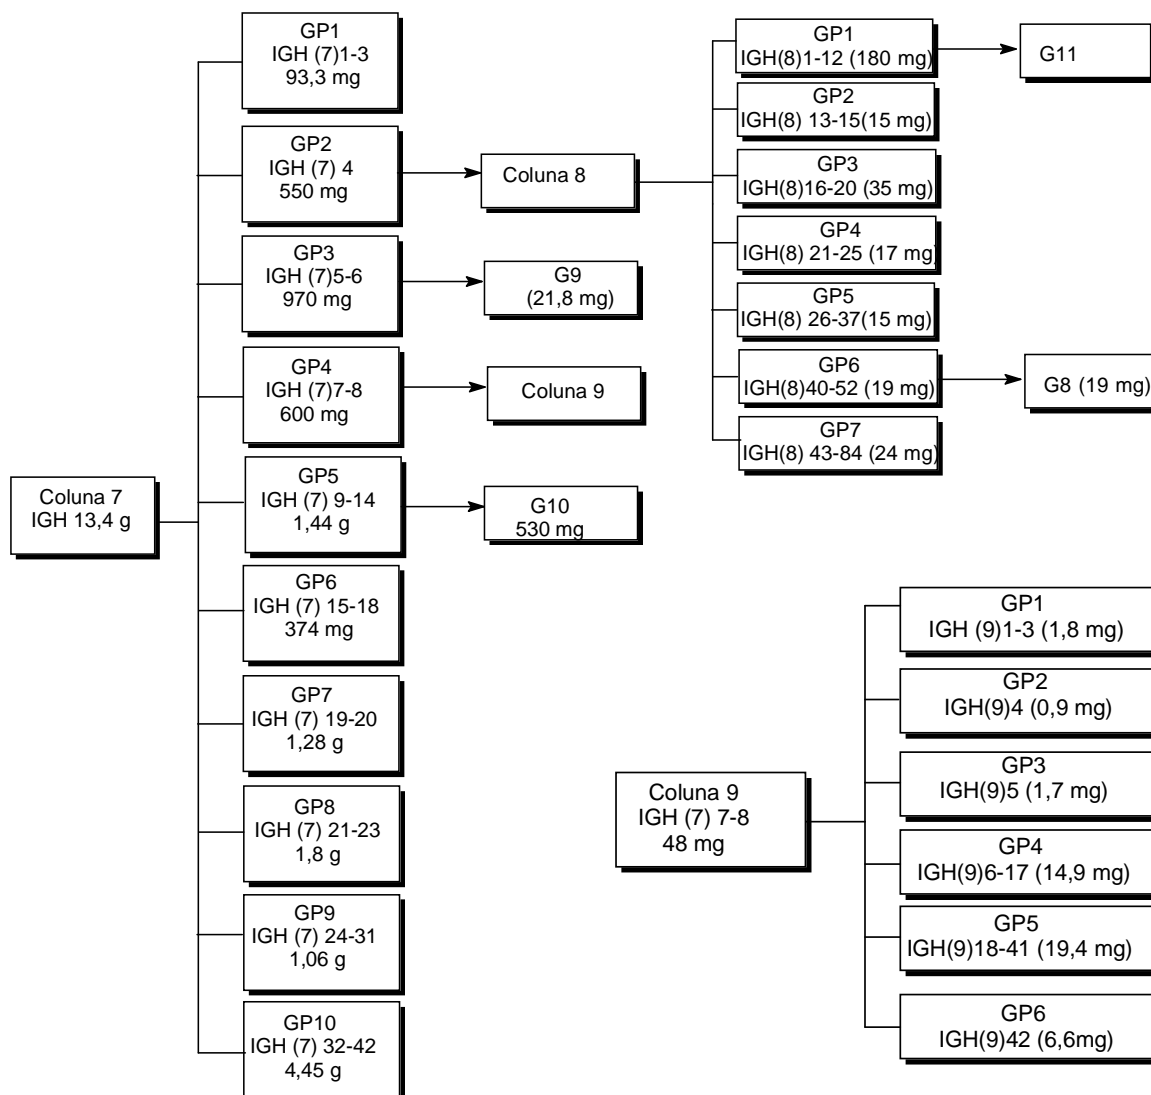 Coluna 7
IGH 13,4 g
GP1
IGH (7)1-3
93,3 mg
GP2
IGH (7) 4
550 mg
GP3
IGH (7)5-6
970 mg
GP4
IGH (7)7-8
600 mg
GP5
IGH (7) 9-14
1,44 g
GP6
IGH (7) 15-18
374 mg
GP7
IGH (7) 19-20
1,28 g
GP8
IGH (7) 21-23
1,8 g
GP9
IGH (7) 24-31
1,06 g
GP10
IGH (7) 32-42
4,45 g
Coluna 8
G9
(21,8 mg)
Coluna 9
G10
530 mg
GP1
IGH(8)1-12 (180 mg)
GP2
IGH(8) 13-15(15 mg)
GP3
IGH(8)16-20 (35 mg)
GP4
IGH(8) 21-25 (17 mg)
GP5
IGH(8) 26-37(15 mg)
GP6
IGH(8)40-52 (19 mg)
GP7
IGH(8) 43-84 (24 mg)
G11
G8 (19 mg)
Coluna 9
IGH (7) 7-8
48 mg
GP1
IGH (9)1-3 (1,8 mg)
GP2
IGH(9)4 (0,9 mg)
GP3
IGH(9)5 (1,7 mg)
GP4
IGH(9)6-17 (14,9 mg)
GP5
IGH(9)18-41 (19,4 mg)
GP6
IGH(9)42 (6,6mg)